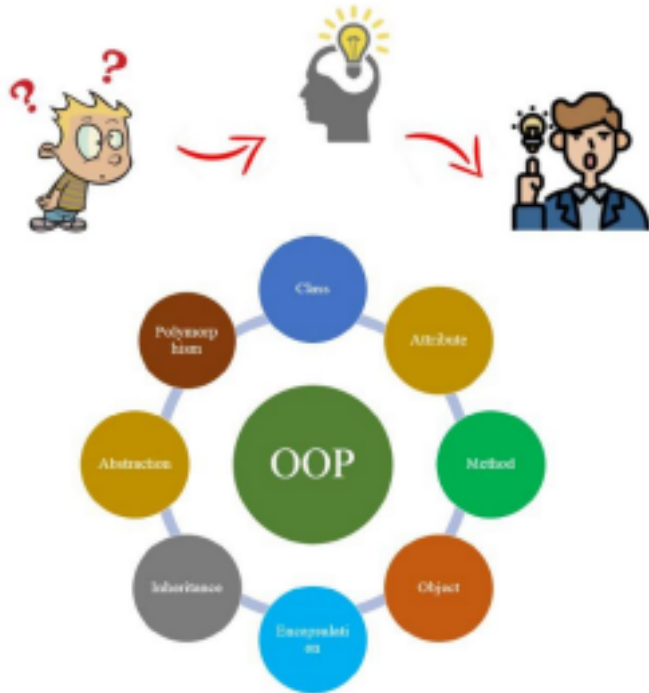 ? ?
Class
Polymorp
hism
Attribute
Abstraction
OOP
Method
Inheritance
Object
Encapsulati
on